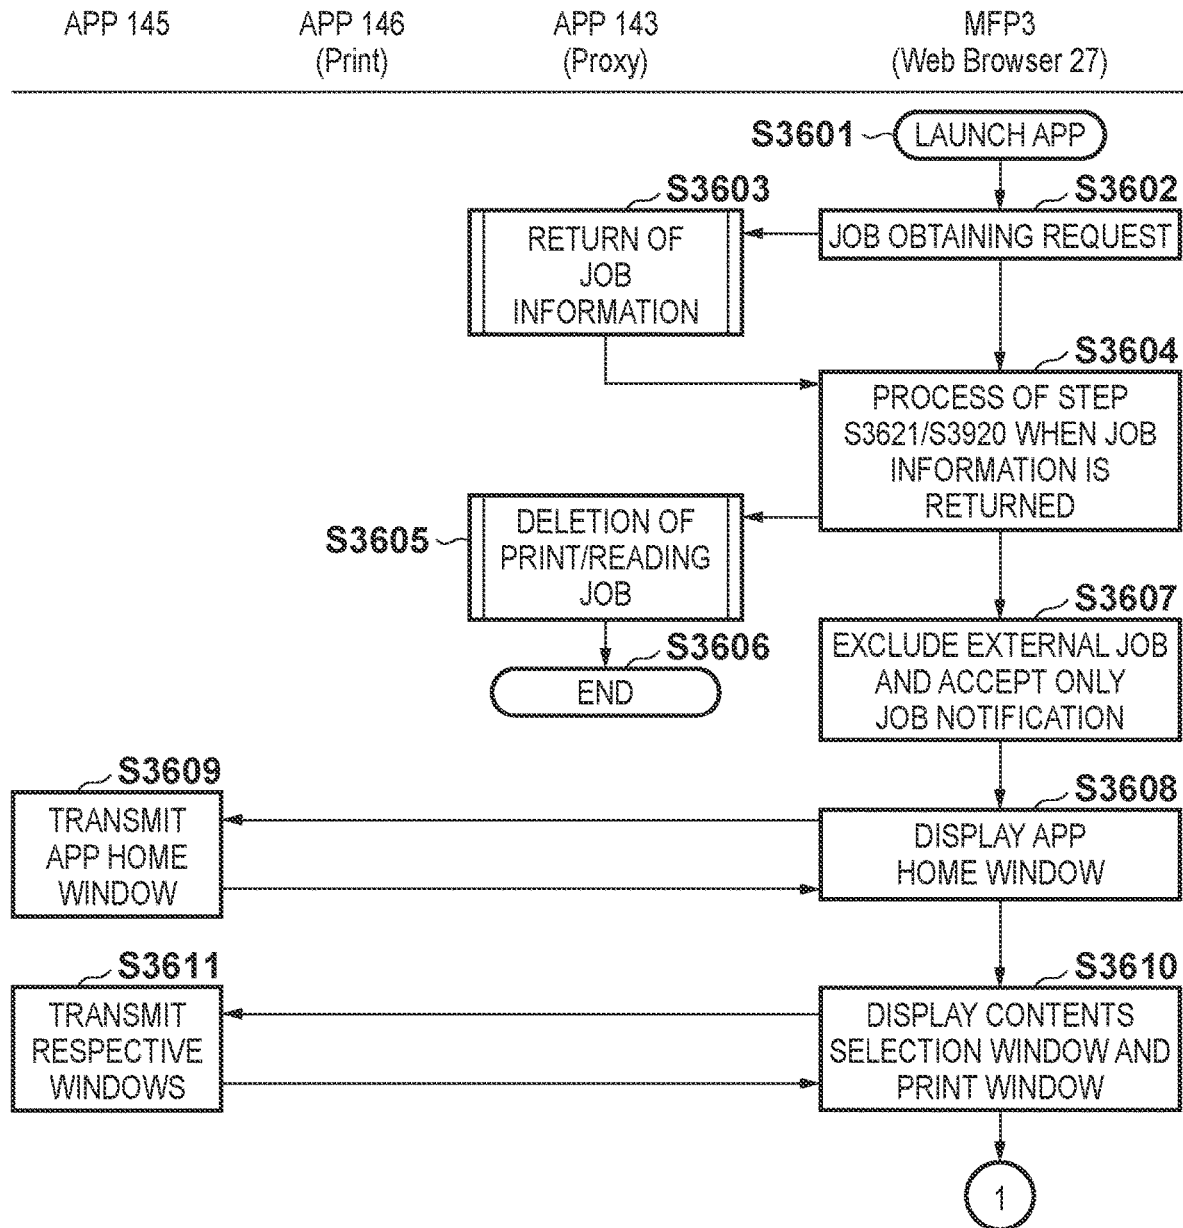 APP 145
APP 146
(Print)
APP 143
(Proxy)
MFP3
(Web Browser 27)
S3601
LAUNCH APP
S3602
JOB OBTAINING REQUEST
S3603
RETURN OF
JOB
INFORMATION
S3604
PROCESS OF STEP
S3621/S3920 WHEN JOB
INFORMATION IS
RETURNED
S3605
DELETION OF
PRINT/READING
JOB
S3606
END
S3607
EXCLUDE EXTERNAL JOB
AND ACCEPT ONLY
JOB NOTIFICATION
S3609
TRANSMIT
APP HOME
WINDOW
S3608
DISPLAY APP
HOME WINDOW
S3611
TRANSMIT
RESPECTIVE
WINDOWS
S3610
DISPLAY CONTENTS
SELECTION WINDOW AND
PRINT WINDOW
1